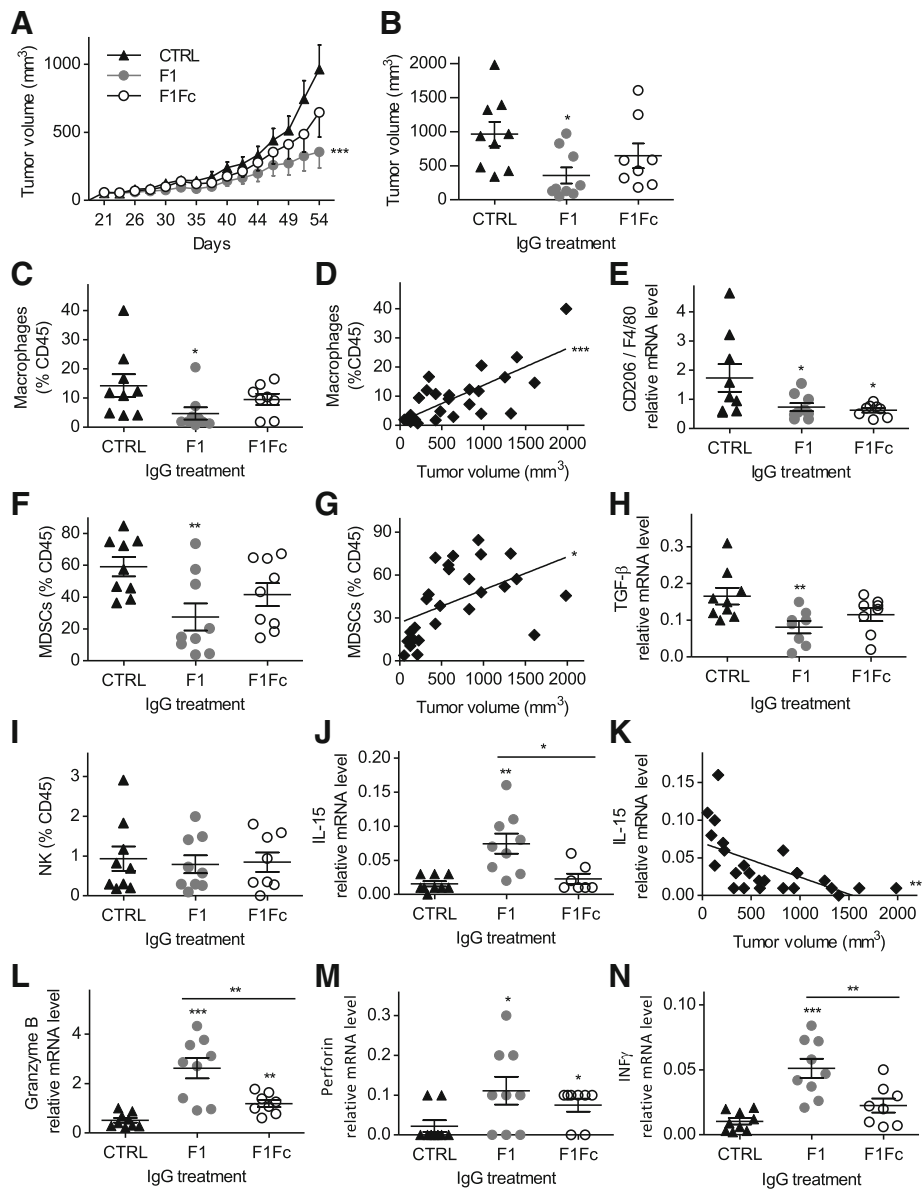 A
Tumor volume (mm³)
1000
500
0
CTRL
F1
F1Fc
***
21 26 30 35 40 44 49 54
Days
B
Tumor volume (mm³)
2000
1500
1000
500
0
*
CTRL F1 F1Fc
IgG treatment
C
Macrophages
(% CD45)
40
30
20
10
0
*
CTRL F1 F1Fc
IgG treatment
D
Macrophages
(%CD45)
40
30
20
10
0
***
0 500 1000 1500 2000
Tumor volume (mm³)
E
CD206 / F4/80
relative mRNA level
4
3
2
1
0
*
*
CTRL F1 F1Fc
IgG treatment
F
MDSCs (% CD45)
80
60
40
20
0
**
CTRL F1 F1Fc
IgG treatment
G
MDSCs (% CD45)
90
60
30
0
*
0 500 1000 1500 2000
Tumor volume (mm³)
H
TGF-β
relative mRNA level
0.3
0.2
0.1
0.0
**
CTRL F1 F1Fc
IgG treatment
I
NK (% CD45)
3
2
1
0
CTRL F1 F1Fc
IgG treatment
J
IL-15
relative mRNA level
0.20
0.15
0.10
0.05
0.00
*
**
CTRL F1 F1Fc
IgG treatment
K
IL-15
relative mRNA level
0.15
0.10
0.05
0.00
**
0 500 1000 1500 2000
Tumor volume (mm³)
L
Granzyme B
relative mRNA level
4
2
0
**
***
**
CTRL F1 F1Fc
IgG treatment
M
Perforin
relative mRNA level
0.3
0.2
0.1
0.0
*
*
CTRL F1 F1Fc
IgG treatment
N
INFγ
relative mRNA level
0.10
0.05
0.00
**
***
CTRL F1 F1Fc
IgG treatment